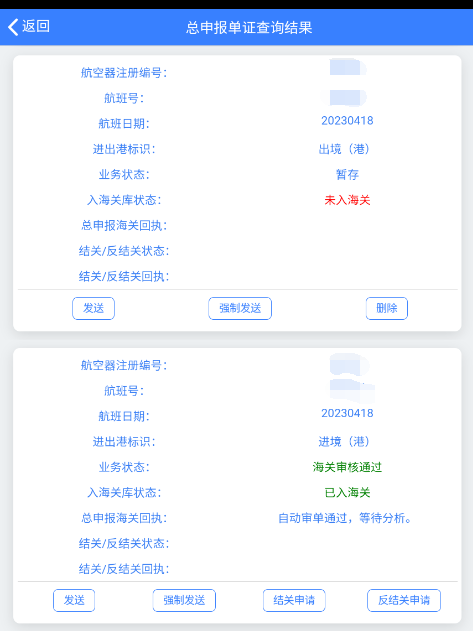 返回 总申报单证查询结果
航空器注册编号：
航班号：
航班日期： 20230418
进出港标识： 出境（港）
业务状态： 暂存
入海关库状态： 未入海关
总申报海关回执：
结关/反结关状态：
结关/反结关回执：
发送 强制发送 删除
航空器注册编号：
航班号：
航班日期： 20230418
进出港标识： 进境（港）
业务状态： 海关审核通过
入海关库状态： 已入海关
总申报海关回执： 自动审单通过，等待分析。
结关/反结关状态：
结关/反结关回执：
发送 强制发送 结关申请 反结关申请